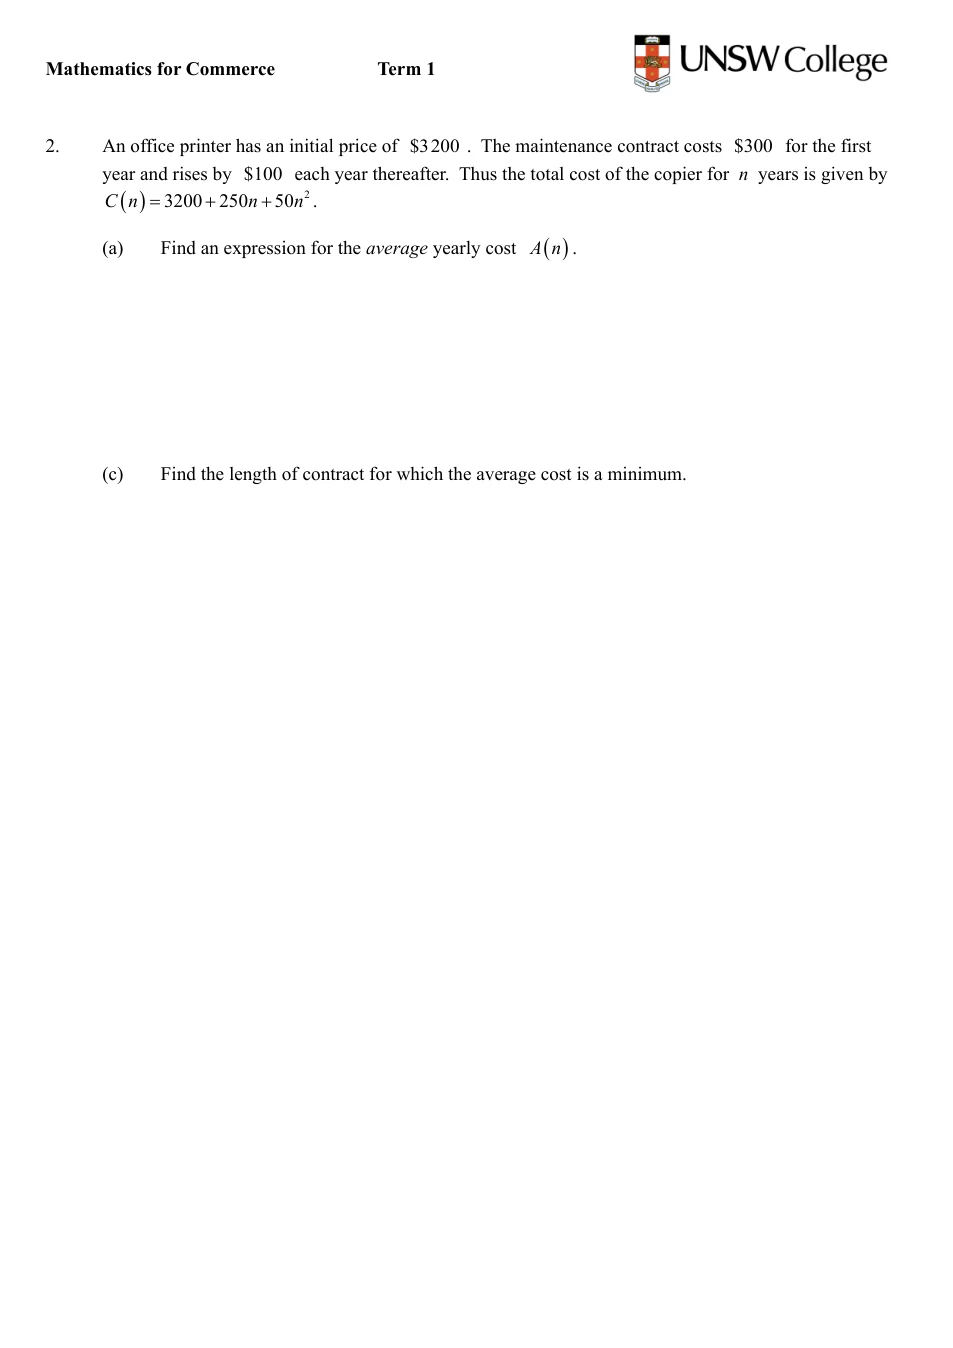 Mathematics for Commerce Term 1 UNSW College
2. An office printer has an initial price of $3 200 . The maintenance contract costs $300 for the first
year and rises by $100 each year thereafter. Thus the total cost of the copier for n years is given by
C(n) = 3200 + 250n + 50n².
(a) Find an expression for the average yearly cost A(n).
(c) Find the length of contract for which the average cost is a minimum.